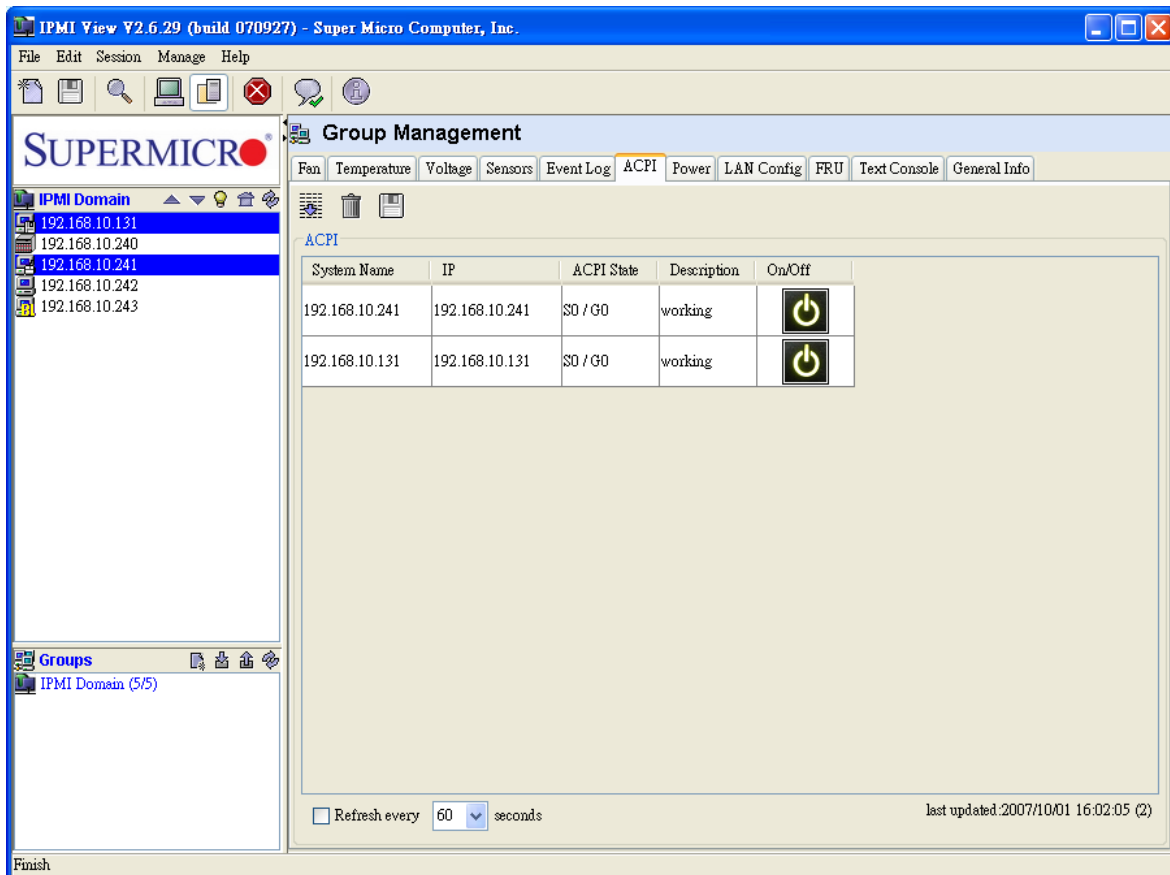 IPMI View V2.6.29 (build 070927) - Super Micro Computer, Inc.
File Edit Session Manage Help
SUPERMICRO
Group Management
Fan Temperature Voltage Sensors Event Log ACPI Power LAN Config FRU Text Console General Info
IPMI Domain
192.168.10.131
192.168.10.240
192.168.10.241
192.168.10.242
192.168.10.243
ACPI
System Name IP ACPI State Description On/Off
192.168.10.241 192.168.10.241 S0 / G0 working
192.168.10.131 192.168.10.131 S0 / G0 working
Groups
IPMI Domain (5/5)
Refresh every 60 seconds
last updated:2007/10/01 16:02:05 (2)
Finish